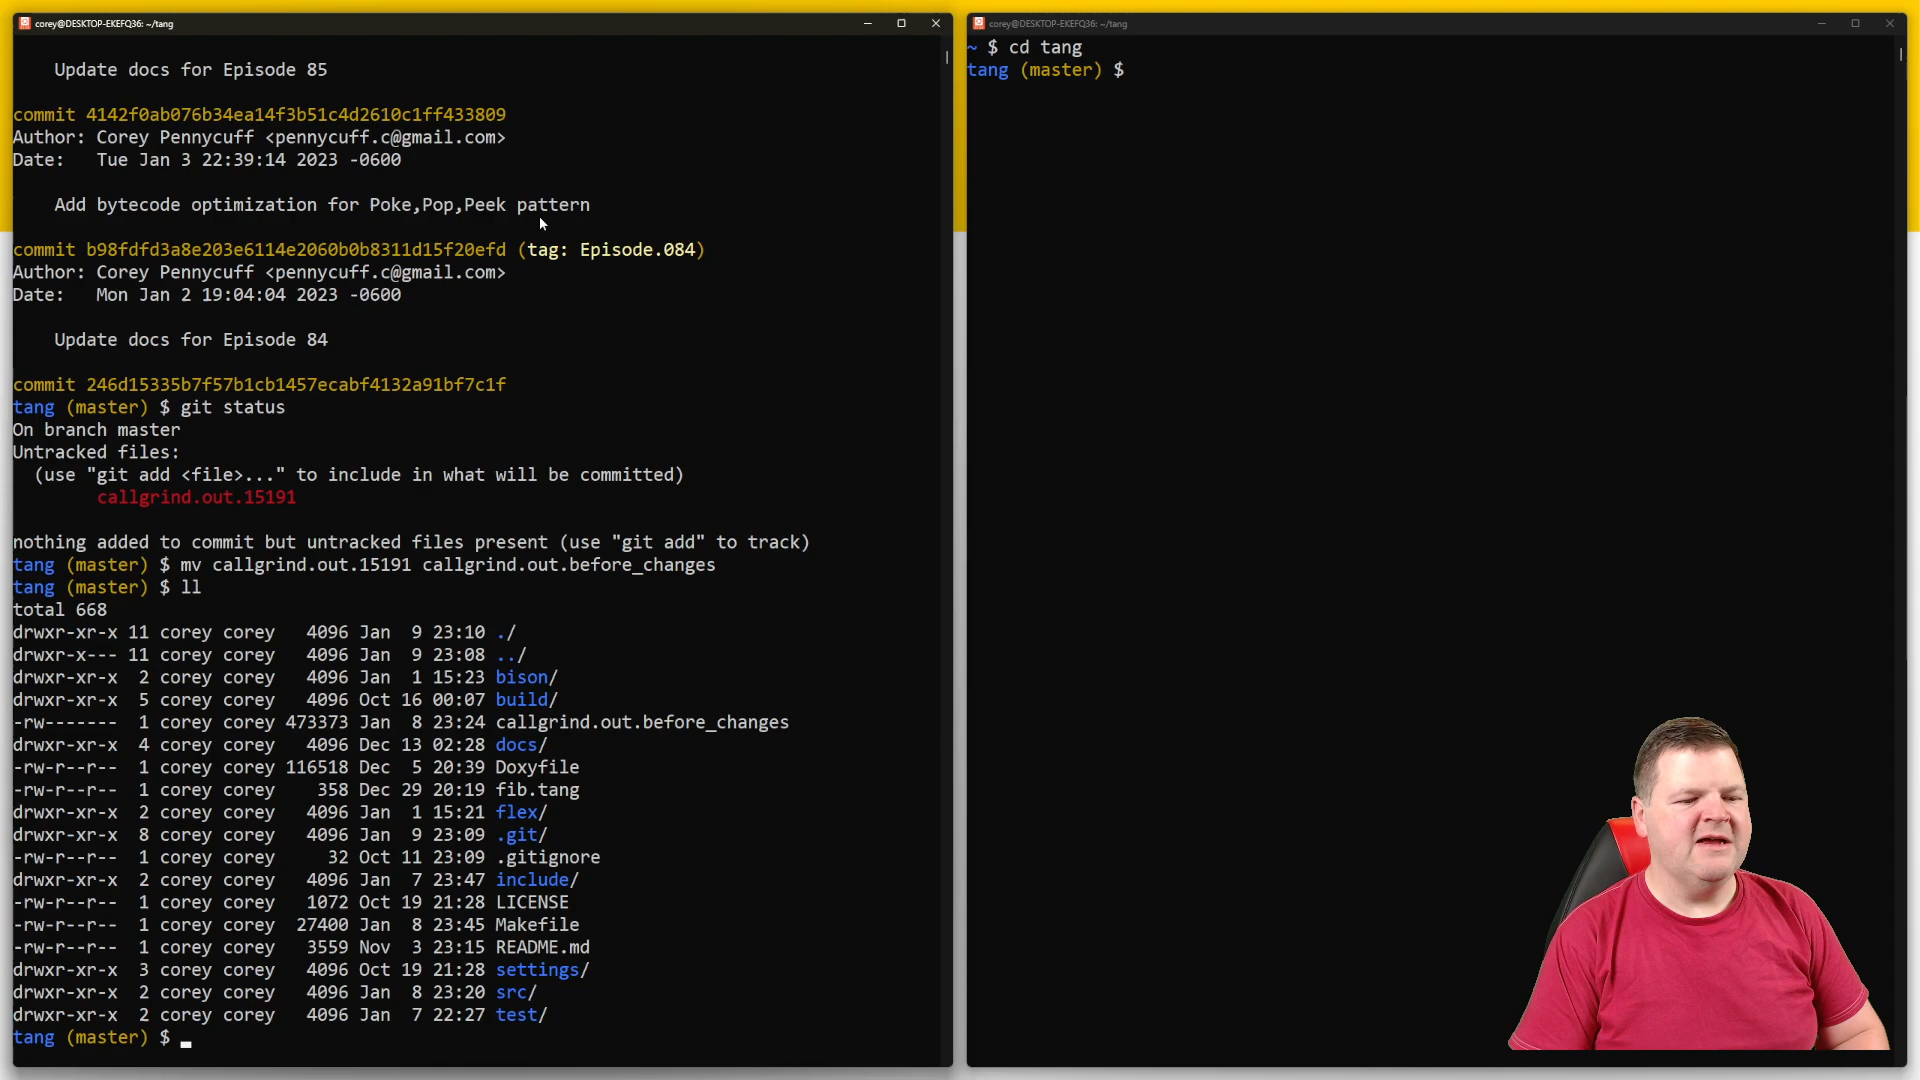 corey@DESKTOP-EKEFQ36: ~/tang
Update docs for Episode 85
commit 4142f0ab076b34ea14f3b51c4d2610c1ff433809
Author: Corey Pennycuff <pennycuff.c@gmail.com>
Date:   Tue Jan 3 22:39:14 2023 -0600
Add bytecode optimization for Poke,Pop,Peek pattern
commit b98fdfd3a8e203e6114e2060b0b8311d15f20efd (tag: Episode.084)
Author: Corey Pennycuff <pennycuff.c@gmail.com>
Date:   Mon Jan 2 19:04:04 2023 -0600
Update docs for Episode 84
commit 246d15335b7f57b1cb1457ecabf4132a91bf7c1f
tang (master) $ git status
On branch master
Untracked files:
  (use "git add <file>..." to include in what will be committed)
        callgrind.out.15191
nothing added to commit but untracked files present (use "git add" to track)
tang (master) $ mv callgrind.out.15191 callgrind.out.before_changes
tang (master) $ ll
total 668
drwxr-xr-x 11 corey corey   4096 Jan  9 23:10 ./
drwxr-x--- 11 corey corey   4096 Jan  9 23:08 ../
drwxr-xr-x  2 corey corey   4096 Jan  1 15:23 bison/
drwxr-xr-x  5 corey corey   4096 Oct 16 00:07 build/
-rw-------  1 corey corey 473373 Jan  8 23:24 callgrind.out.before_changes
drwxr-xr-x  4 corey corey   4096 Dec 13 02:28 docs/
-rw-r--r--  1 corey corey 116518 Dec  5 20:39 Doxyfile
-rw-r--r--  1 corey corey    358 Dec 29 20:19 fib.tang
drwxr-xr-x  2 corey corey   4096 Jan  1 15:21 flex/
drwxr-xr-x  8 corey corey   4096 Jan  9 23:09 .git/
-rw-r--r--  1 corey corey     32 Oct 11 23:09 .gitignore
drwxr-xr-x  2 corey corey   4096 Jan  7 23:47 include/
-rw-r--r--  1 corey corey   1072 Oct 19 21:28 LICENSE
-rw-r--r--  1 corey corey  27400 Jan  8 23:45 Makefile
-rw-r--r--  1 corey corey   3559 Nov  3 23:15 README.md
drwxr-xr-x  3 corey corey   4096 Oct 19 21:28 settings/
drwxr-xr-x  2 corey corey   4096 Jan  8 23:20 src/
drwxr-xr-x  2 corey corey   4096 Jan  7 22:27 test/
tang (master) $
corey@DESKTOP-EKEFQ36: ~/tang
~ $ cd tang
tang (master) $